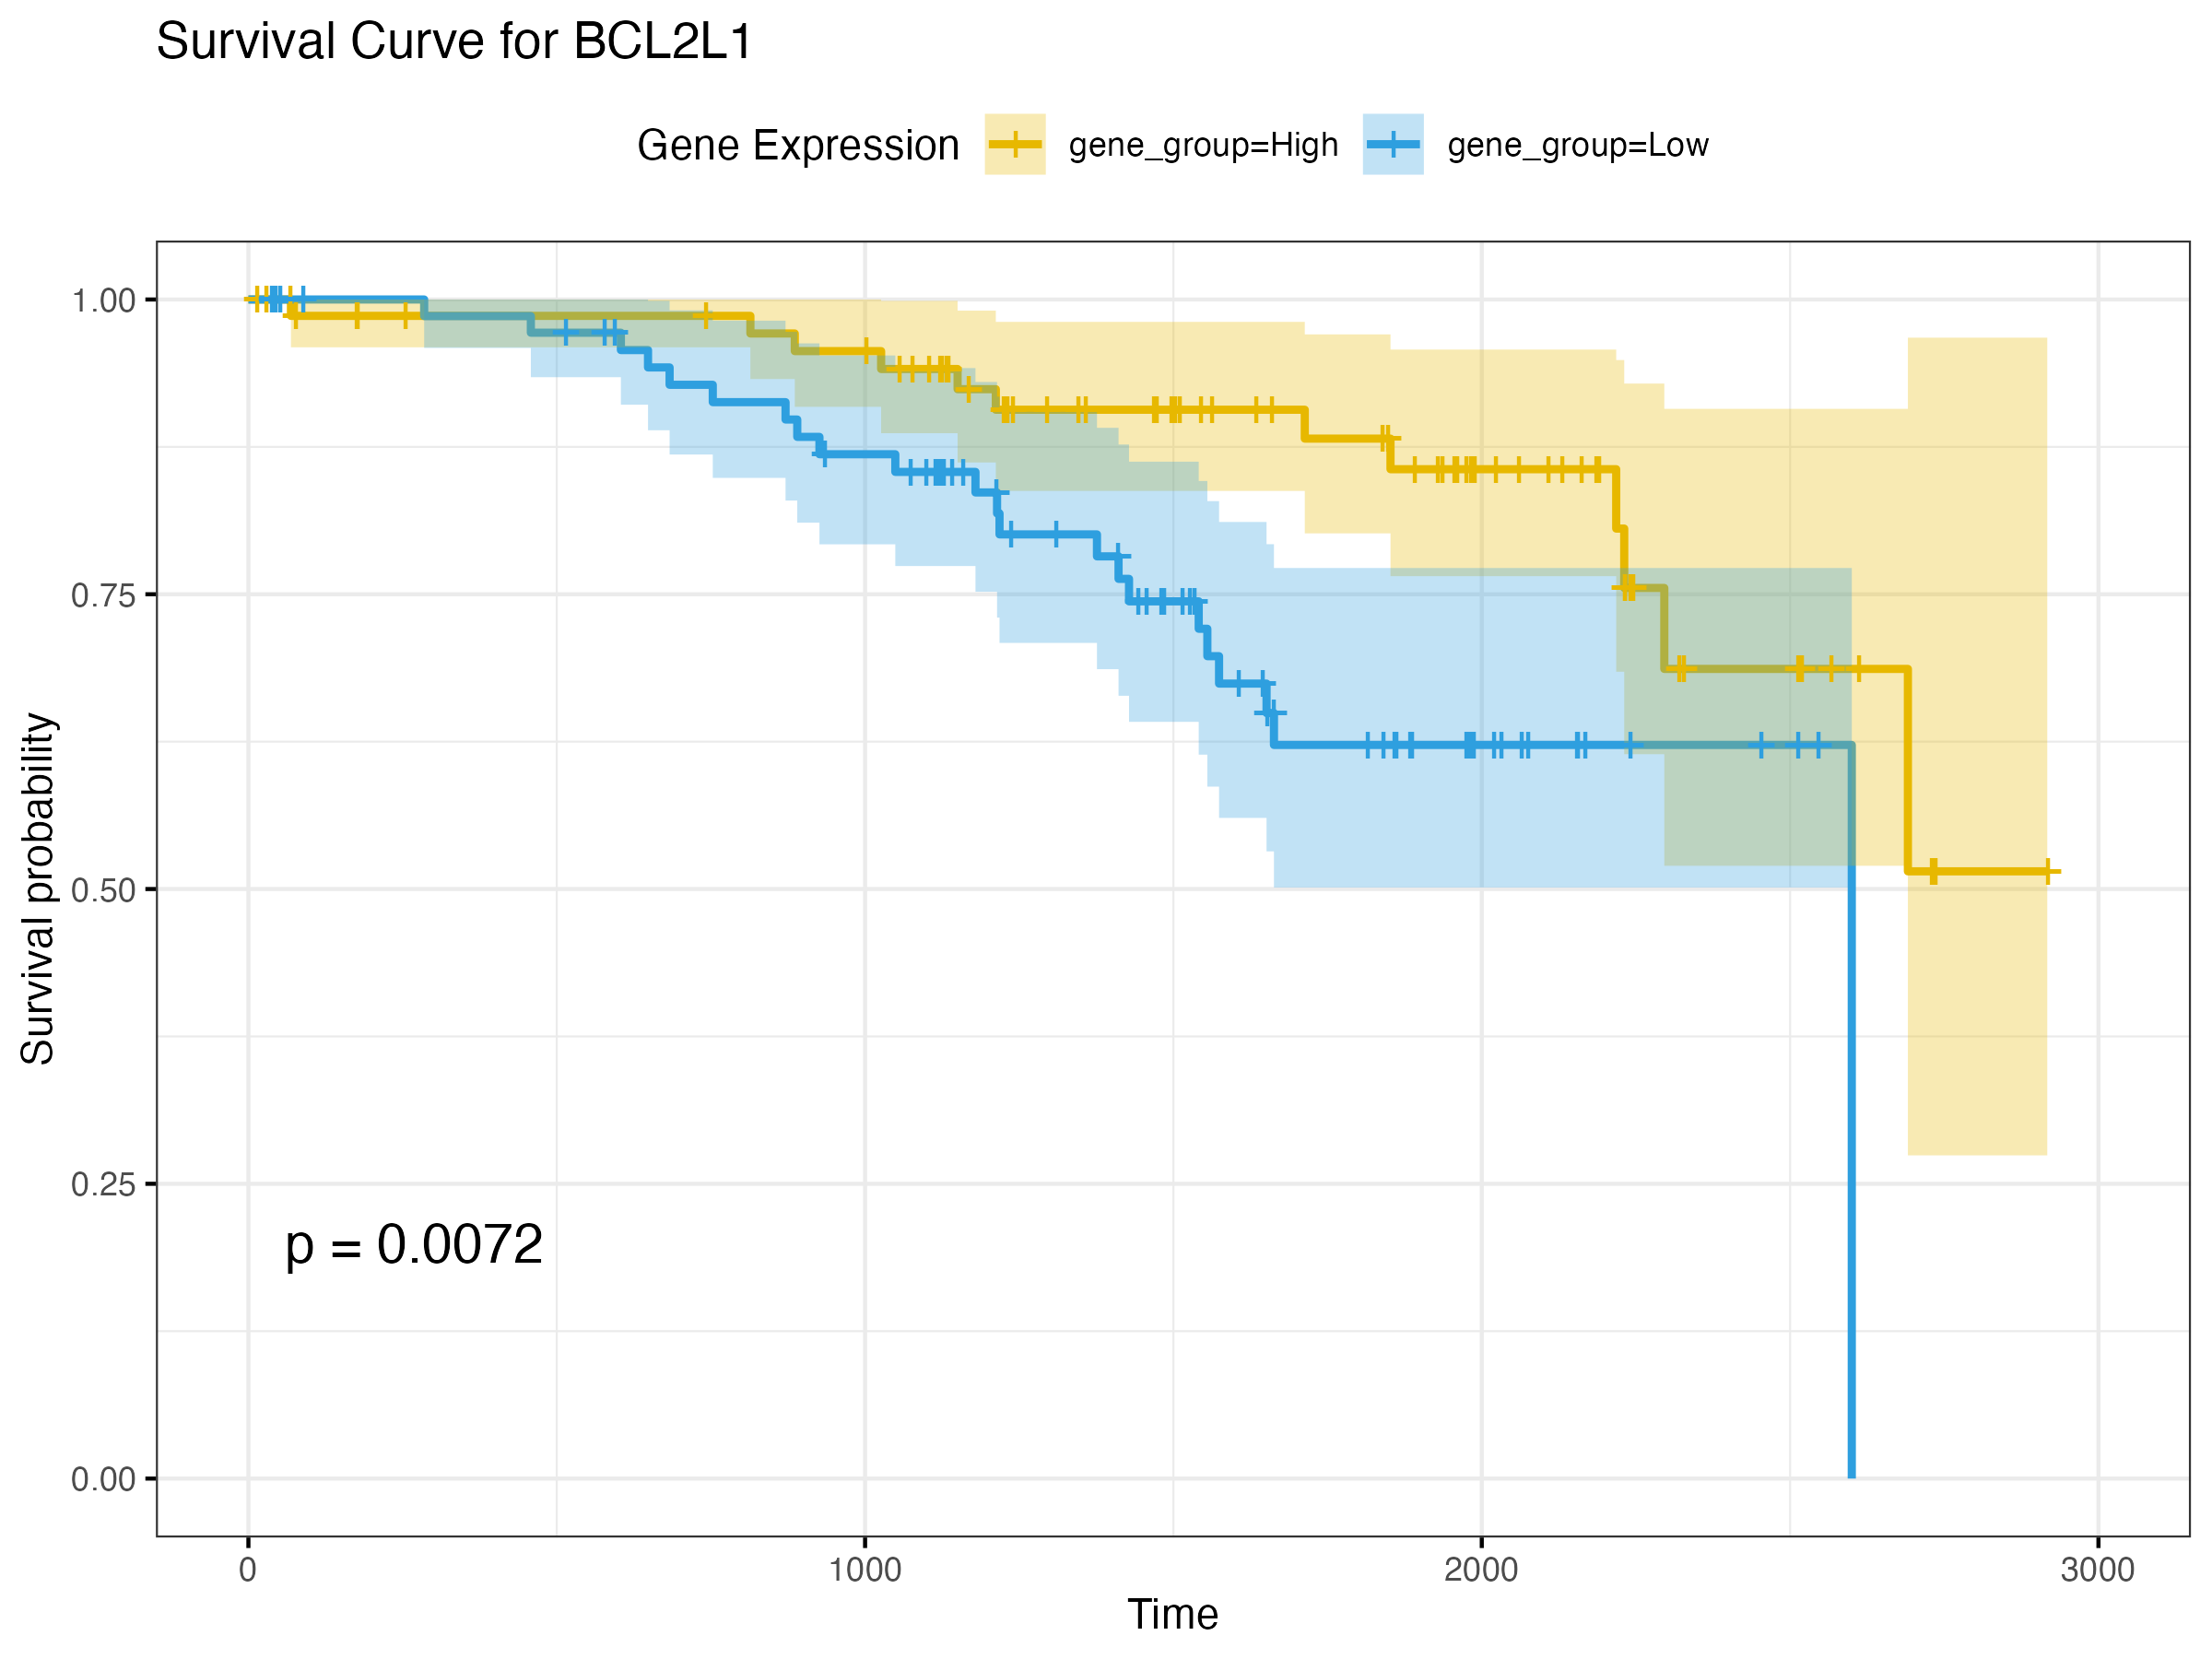 Survival Curve for BCL2L1
Gene Expression gene_group=High gene_group=Low
1.00
0.75
0.50
0.25
0.00
Survival probability
p = 0.0072
0 1000 2000 3000
Time